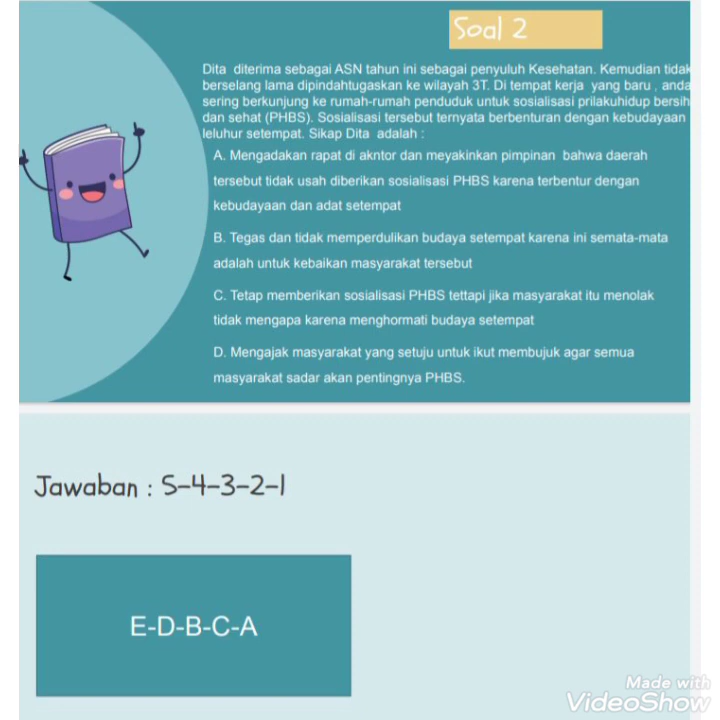 Soal 2
Dita diterima sebagai ASN tahun ini sebagai penyuluh Kesehatan. Kemudian tidak
berselang lama dipindahtugaskan ke wilayah 3T. Di tempat kerja yang baru , anda
sering berkunjung ke rumah-rumah penduduk untuk sosialisasi prilakuhidup bersih
dan sehat (PHBS). Sosialisasi tersebut ternyata berbenturan dengan kebudayaan
leluhur setempat. Sikap Dita adalah :
A. Mengadakan rapat di akntor dan meyakinkan pimpinan bahwa daerah
tersebut tidak usah diberikan sosialisasi PHBS karena terbentur dengan
kebudayaan dan adat setempat
B. Tegas dan tidak memperdulikan budaya setempat karena ini semata-mata
adalah untuk kebaikan masyarakat tersebut
C. Tetap memberikan sosialisasi PHBS tettapi jika masyarakat itu menolak
tidak mengapa karena menghormati budaya setempat
D. Mengajak masyarakat yang setuju untuk ikut membujuk agar semua
masyarakat sadar akan pentingnya PHBS.
Jawaban : 5-4-3-2-1
E-D-B-C-A
Made with
VideoShow